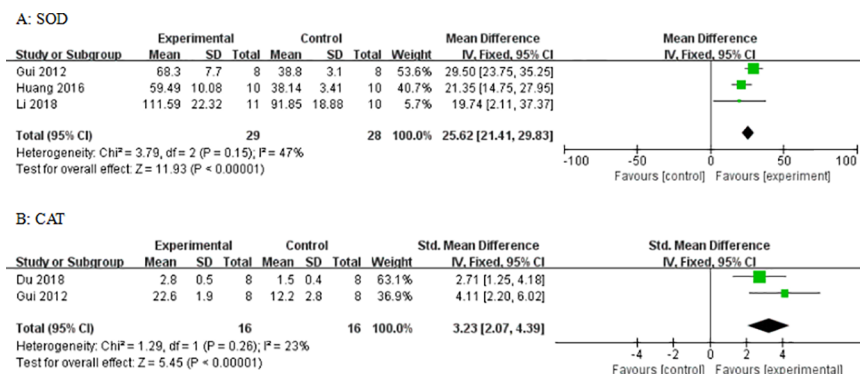 A: SOD
Experimental Control Mean Difference Mean Difference
Study or Subgroup Mean SD Total Mean SD Total Weight IV, Fixed, 95% CI IV, Fixed, 95% CI
Gui 2012 68.3 7.7 8 38.8 3.1 8 53.6% 29.50 [23.75, 35.25]
Huang 2016 59.49 10.08 10 38.14 3.41 10 40.7% 21.35 [14.75, 27.95]
Li 2018 111.59 22.32 11 91.85 18.88 10 5.7% 19.74 [2.11, 37.37]
Total (95% CI) 29 28 100.0% 25.62 [21.41, 29.83]
Heterogeneity: Chi² = 3.79, df = 2 (P = 0.15); I² = 47%
Test for overall effect: Z = 11.93 (P < 0.00001)
-100 -50 0 50 100
Favours [control] Favours [experiment]
B: CAT
Experimental Control Std. Mean Difference Std. Mean Difference
Study or Subgroup Mean SD Total Mean SD Total Weight IV, Fixed, 95% CI IV, Fixed, 95% CI
Du 2018 2.8 0.5 8 1.5 0.4 8 63.1% 2.71 [1.25, 4.18]
Gui 2012 22.6 1.9 8 12.2 2.8 8 36.9% 4.11 [2.20, 6.02]
Total (95% CI) 16 16 100.0% 3.23 [2.07, 4.39]
Heterogeneity: Chi² = 1.29, df = 1 (P = 0.26); I² = 23%
Test for overall effect: Z = 5.45 (P < 0.00001)
-4 -2 0 2 4
Favours [control] Favours [experimental]